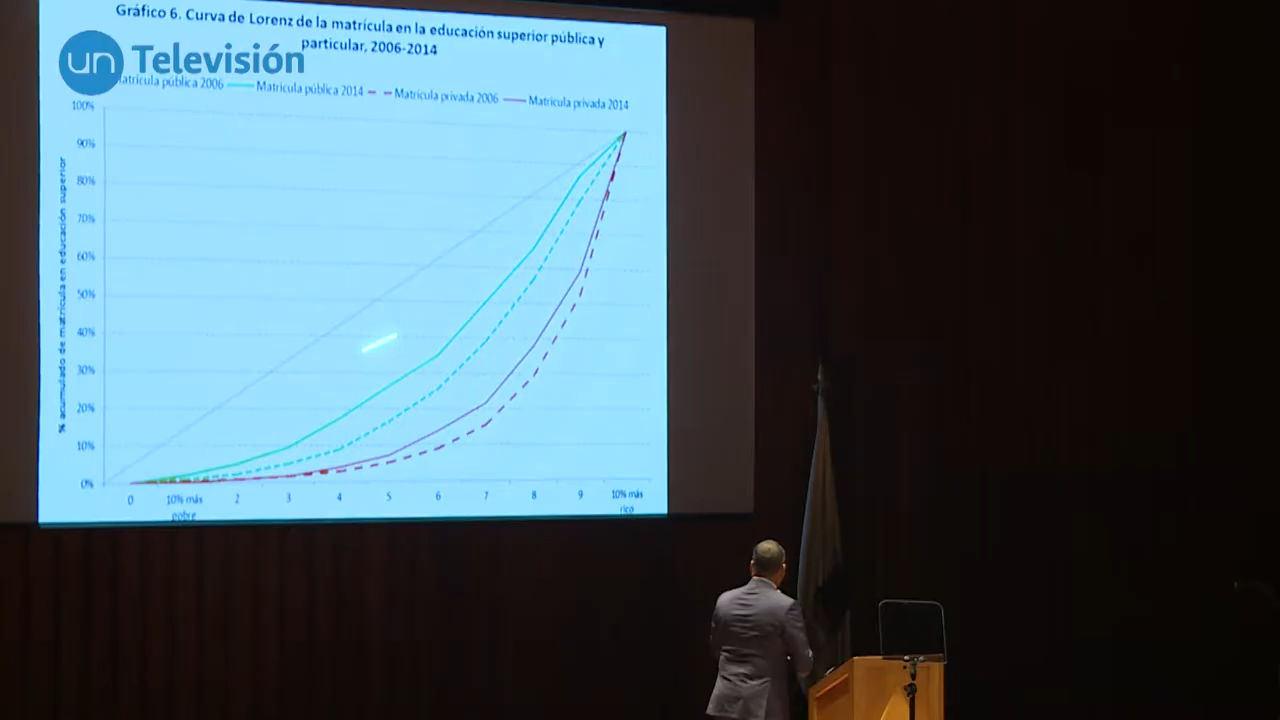 Gráfico 6. Curva de Lorenz de la matrícula en la educación superior pública y
particular, 2006-2014
un Televisión
atrícula pública 2006 Matrícula pública 2014 Matrícula privada 2006 Matrícula privada 2014
% acumulado de matrícula en educación superior
100%
90%
80%
70%
60%
50%
40%
30%
20%
10%
0%
0 10% más 2 3 4 5 6 7 8 9 10% más
pobre rico